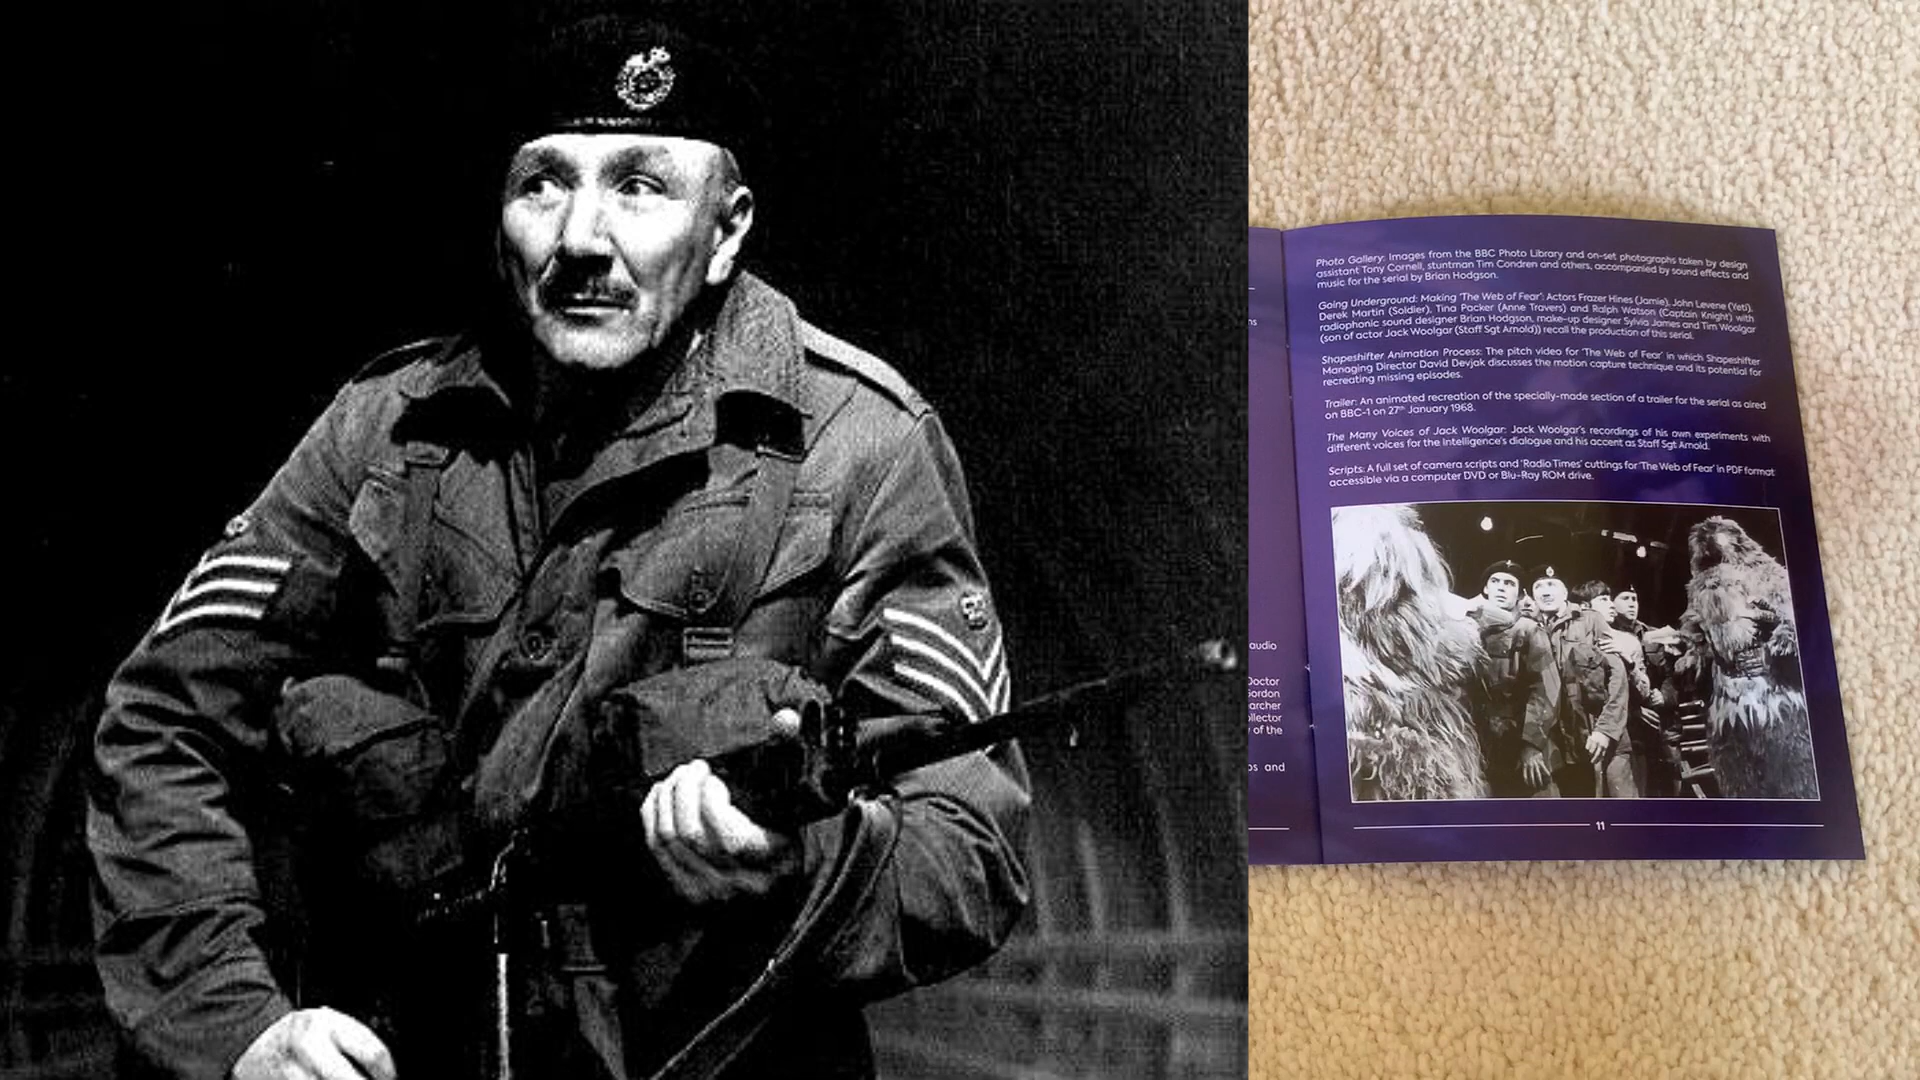 ns
audio
Doctor
Gordon
archer
ollector
of the
os and
Photo Gallery: Images from the BBC Photo Library and on-set photographs taken by design
assistant Tony Cornell, stuntman Tim Condren and others, accompanied by sound effects and
music for the serial by Brian Hodgson.
Going Underground: Making 'The Web of Fear': Actors Frazer Hines (Jamie), John Levene (Yeti),
Derek Martin (Soldier), Tina Packer (Anne Travers) and Ralph Watson (Captain Knight) with
radiophonic sound designer Brian Hodgson, make-up designer Sylvia James and Tim Woolgar
(son of actor Jack Woolgar (Staff Sgt Arnold)) recall the production of this serial.
Shapeshifter Animation Process: The pitch video for 'The Web of Fear' in which Shapeshifter
Managing Director David Devjak discusses the motion capture technique and its potential for
recreating missing episodes.
Trailer: An animated recreation of the specially-made section of a trailer for the serial as aired
on BBC-1 on 27th January 1968.
The Many Voices of Jack Woolgar: Jack Woolgar's recordings of his own experiments with
different voices for the Intelligence's dialogue and his accent as Staff Sgt Arnold.
Scripts: A full set of camera scripts and 'Radio Times' cuttings for 'The Web of Fear' in PDF format
accessible via a computer DVD or Blu-Ray ROM drive.
11